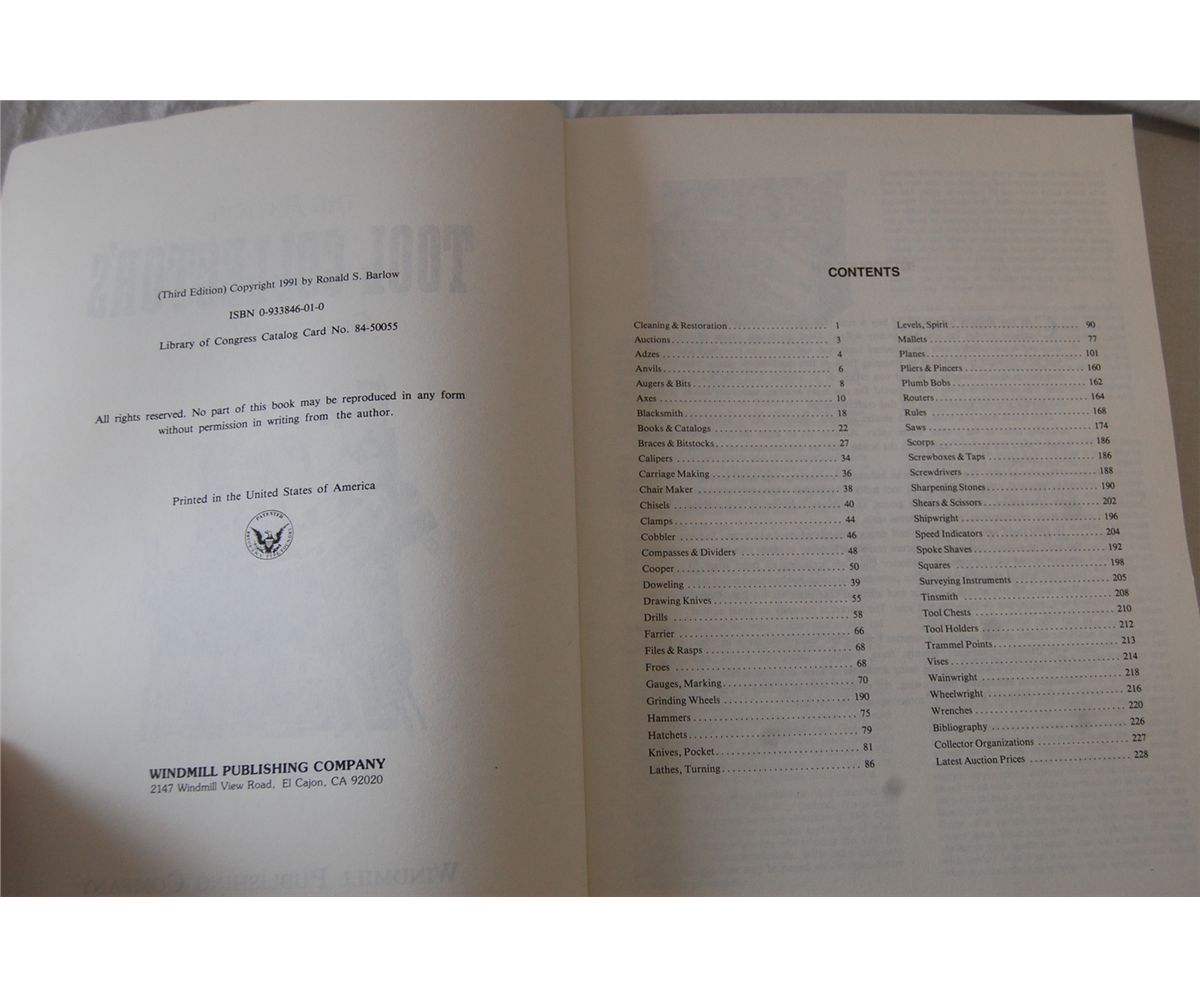 (Third Edition) Copyright 1991 by Ronald S. Barlow
ISBN 0-933846-01-0
Library of Congress Catalog Card No. 84-50055
All rights reserved. No part of this book may be reproduced in any form
without permission in writing from the author.
Printed in the United States of America
PATENTED
WINDMILL PUBLISHING COMPANY
2147 Windmill View Road, El Cajon, CA 92020
CONTENTS
Cleaning & Restoration 1
Auctions 3
Adzes 4
Anvils 6
Augers & Bits 8
Axes 10
Blacksmith 18
Books & Catalogs 22
Braces & Bitstocks 27
Calipers 34
Carriage Making 36
Chair Maker 38
Chisels 40
Clamps 44
Cobbler 46
Compasses & Dividers 48
Cooper 50
Doweling 39
Drawing Knives 55
Drills 58
Farrier 66
Files & Rasps 68
Froes 68
Gauges, Marking 70
Grinding Wheels 190
Hammers 75
Hatchets 79
Knives, Pocket 81
Lathes, Turning 86
Levels, Spirit 90
Mallets 77
Planes 101
Pliers & Pincers 160
Plumb Bobs 162
Routers 164
Rules 168
Saws 174
Scorps 186
Screwboxes & Taps 186
Screwdrivers 188
Sharpening Stones 190
Shears & Scissors 202
Shipwright 196
Speed Indicators 204
Spoke Shaves 192
Squares 198
Surveying Instruments 205
Tinsmith 208
Tool Chests 210
Tool Holders 212
Trammel Points 213
Vises 214
Wainwright 218
Wheelwright 216
Wrenches 220
Bibliography 226
Collector Organizations 227
Latest Auction Prices 228